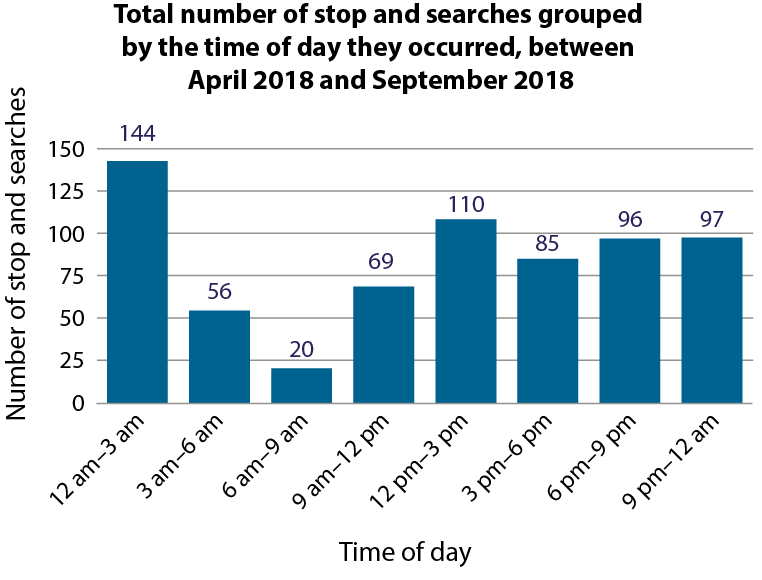 Total number of stop and searches grouped
by the time of day they occurred, between
April 2018 and September 2018
Number of stop and searches
150
125
100
75
50
25
0
144
56
20
69
110
85
96
97
12 am–3 am
3 am–6 am
6 am–9 am
9 am–12 pm
12 pm–3 pm
3 pm–6 pm
6 pm–9 pm
9 pm–12 am
Time of day